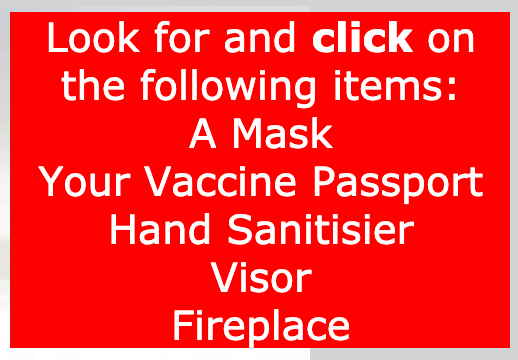 Look for and click on
the following items:
A Mask
Your Vaccine Passport
Hand Sanitisier
Visor
Fireplace